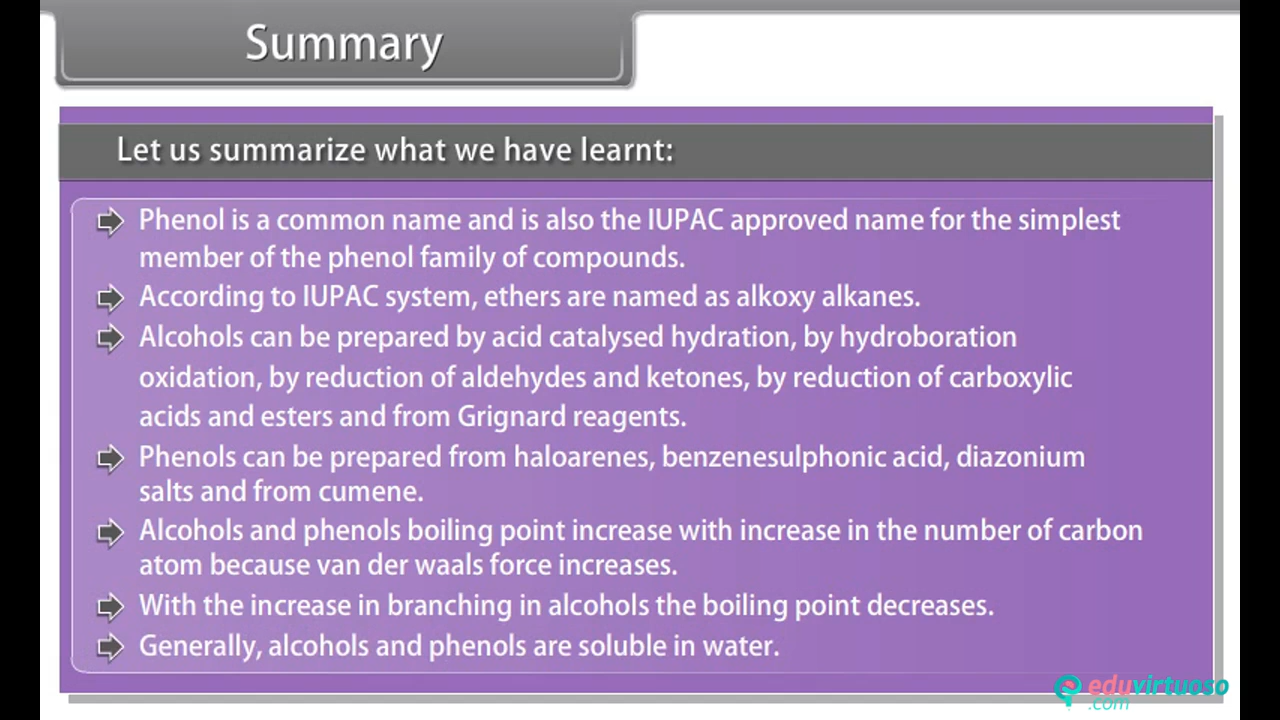 Summary
Let us summarize what we have learnt:
Phenol is a common name and is also the IUPAC approved name for the simplest
member of the phenol family of compounds.
According to IUPAC system, ethers are named as alkoxy alkanes.
Alcohols can be prepared by acid catalysed hydration, by hydroboration
oxidation, by reduction of aldehydes and ketones, by reduction of carboxylic
acids and esters and from Grignard reagents.
Phenols can be prepared from haloarenes, benzenesulphonic acid, diazonium
salts and from cumene.
Alcohols and phenols boiling point increase with increase in the number of carbon
atom because van der waals force increases.
With the increase in branching in alcohols the boiling point decreases.
Generally, alcohols and phenols are soluble in water.
eduvirtuoso
.com